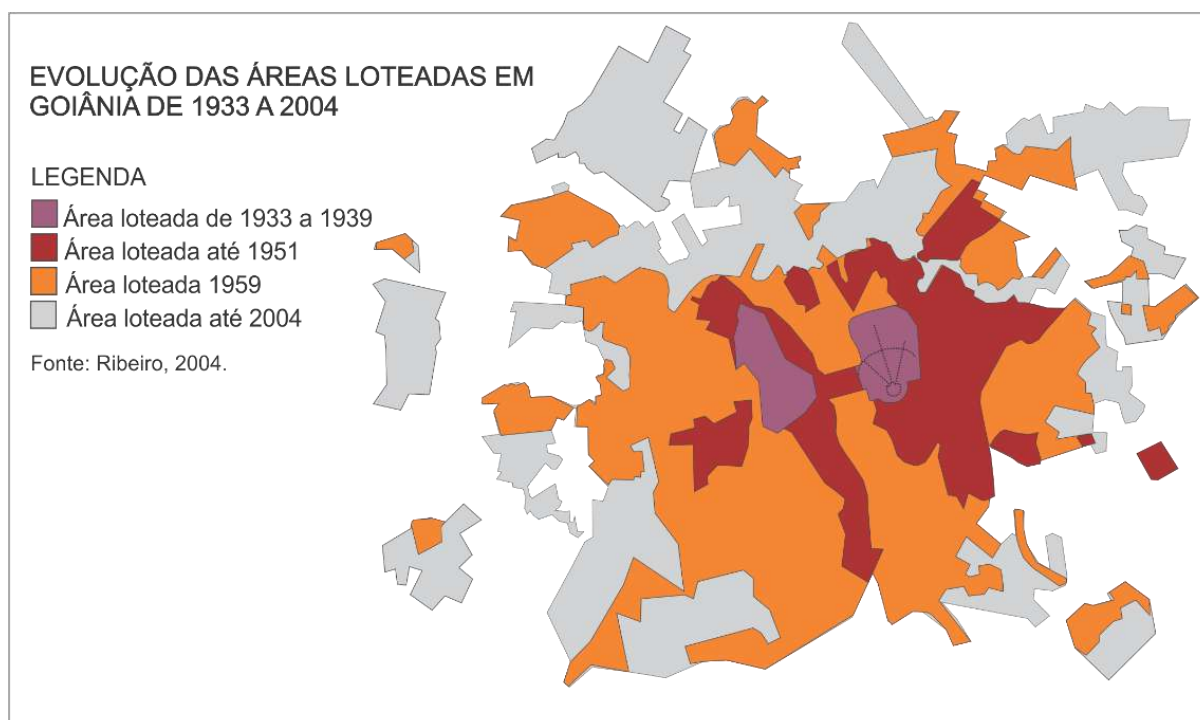 EVOLUÇÃO DAS ÁREAS LOTEADAS EM
GOIÂNIA DE 1933 A 2004
LEGENDA
Área loteada de 1933 a 1939
Área loteada até 1951
Área loteada 1959
Área loteada até 2004
Fonte: Ribeiro, 2004.